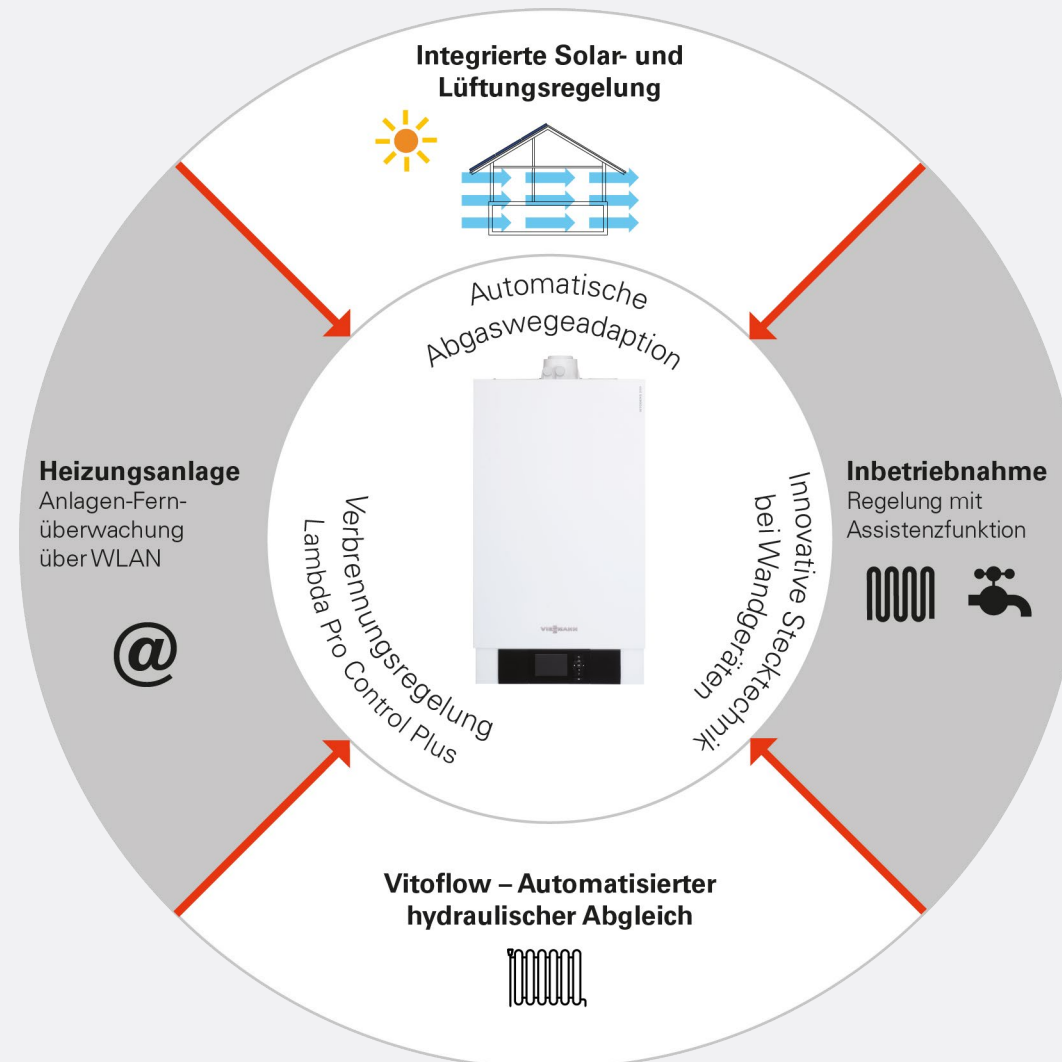 Integrierte Solar- und
Lüftungsregelung
Automatische
Abgaswegeadaption
Heizungsanlage
Anlagen-Fern-
überwachung
über WLAN
@
Verbrennungsregelung
Lambda Pro Control Plus
VIESSMANN
Innovative Stecktechnik
bei Wandgeräten
Inbetriebnahme
Regelung mit
Assistenzfunktion
Vitoflow – Automatisierter
hydraulischer Abgleich